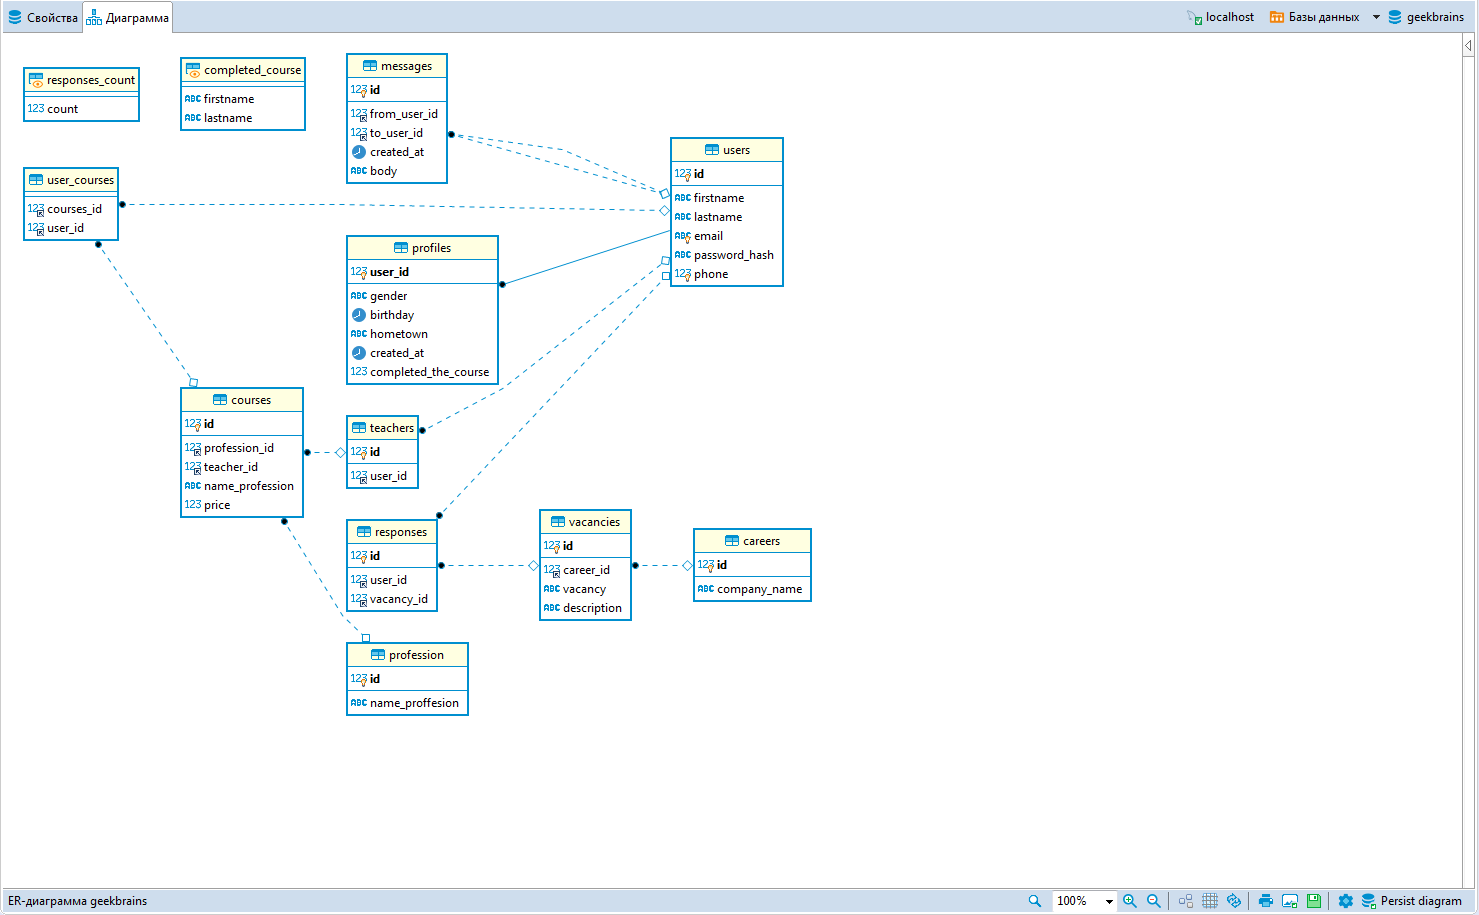 Свойства
Диаграмма
localhost
Базы данных
geekbrains
responses_count
123 count
completed_course
ABC firstname
ABC lastname
messages
123 id
123 from_user_id
123 to_user_id
created_at
ABC body
users
123 id
ABC firstname
ABC lastname
ABC email
ABC password_hash
123 phone
user_courses
123 courses_id
123 user_id
profiles
123 user_id
ABC gender
birthday
ABC hometown
created_at
123 completed_the_course
courses
123 id
123 profession_id
123 teacher_id
ABC name_profession
123 price
teachers
123 id
123 user_id
responses
123 id
123 user_id
123 vacancy_id
vacancies
123 id
123 career_id
ABC vacancy
ABC description
careers
123 id
ABC company_name
profession
123 id
ABC name_proffesion
ER-диаграмма geekbrains
100%
Persist diagram